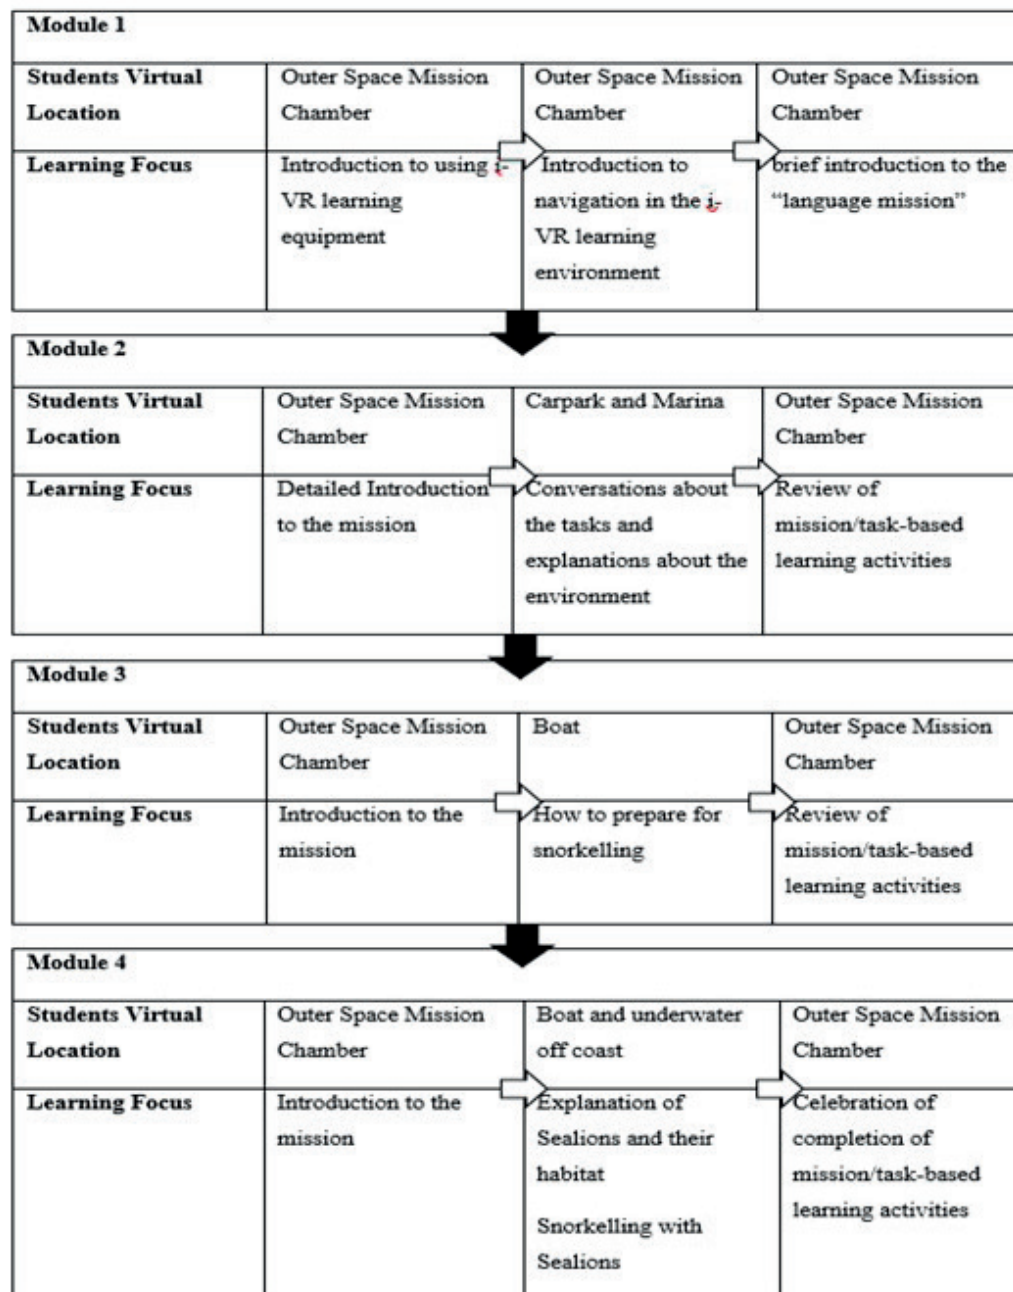 Module 1
Students Virtual Location
Outer Space Mission Chamber
Outer Space Mission Chamber
Outer Space Mission Chamber
Learning Focus
Introduction to using i-
VR learning
equipment
Introduction to
navigation in the i-
VR learning
environment
brief introduction to the
“language mission”
Module 2
Students Virtual
Location
Outer Space Mission
Chamber
Carpark and Marina
Outer Space Mission
Chamber
Learning Focus
Detailed Introduction
to the mission
Conversations about
the tasks and
explanations about the
environment
Review of
mission/task-based
learning activities
Module 3
Students Virtual
Location
Outer Space Mission
Chamber
Boat
Outer Space Mission
Chamber
Learning Focus
Introduction to the
mission
How to prepare for
snorkelling
Review of
mission/task-based
learning activities
Module 4
Students Virtual
Location
Outer Space Mission
Chamber
Boat and underwater
off coast
Outer Space Mission
Chamber
Learning Focus
Introduction to the
mission
Explanation of
Sealions and their
habitat
Snorkelling with
Sealions
Celebration of
completion of
mission/task-based
learning activities